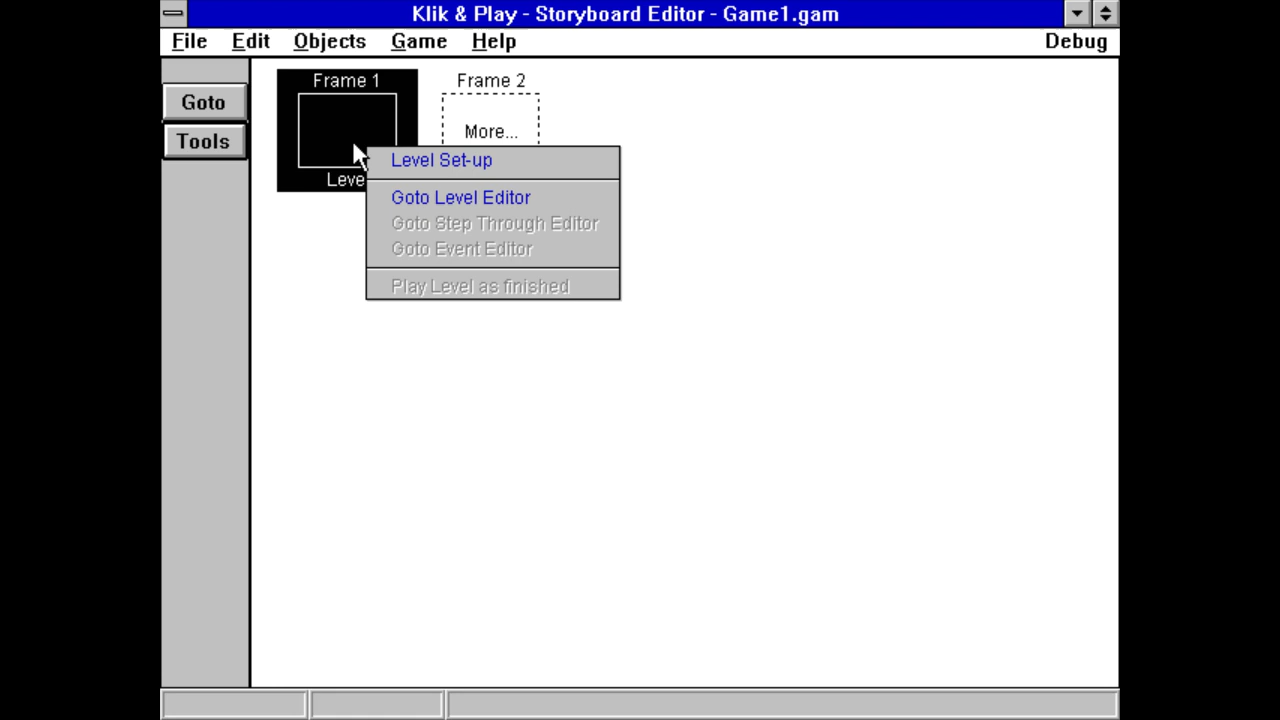 Klik & Play - Storyboard Editor - Game1.gam
File Edit Objects Game Help Debug
Goto
Tools
Frame 1
Leve
Frame 2
More...
Level Set-up
Goto Level Editor
Goto Step Through Editor
Goto Event Editor
Play Level as finished